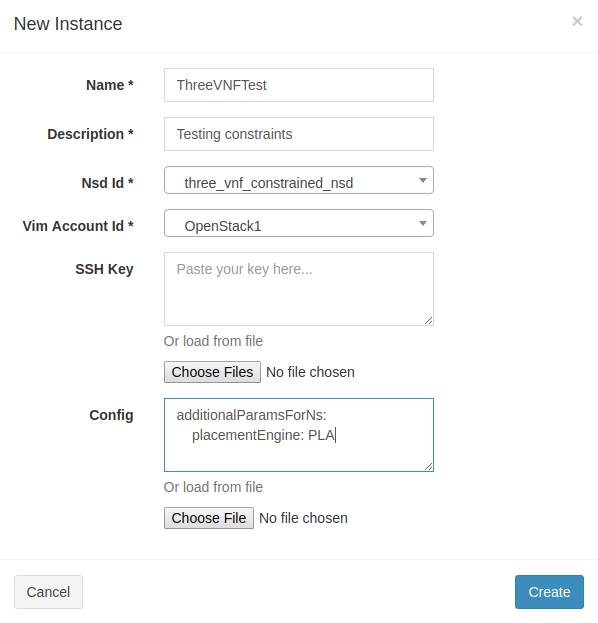 New Instance ×
Name * ThreeVNFTest
Description * Testing constraints
Nsd Id * three_vnf_constrained_nsd
Vim Account Id * OpenStack1
SSH Key Paste your key here...
Or load from file
Choose Files No file chosen
Config additionalParamsForNs:
placementEngine: PLA
Or load from file
Choose File No file chosen
Cancel Create